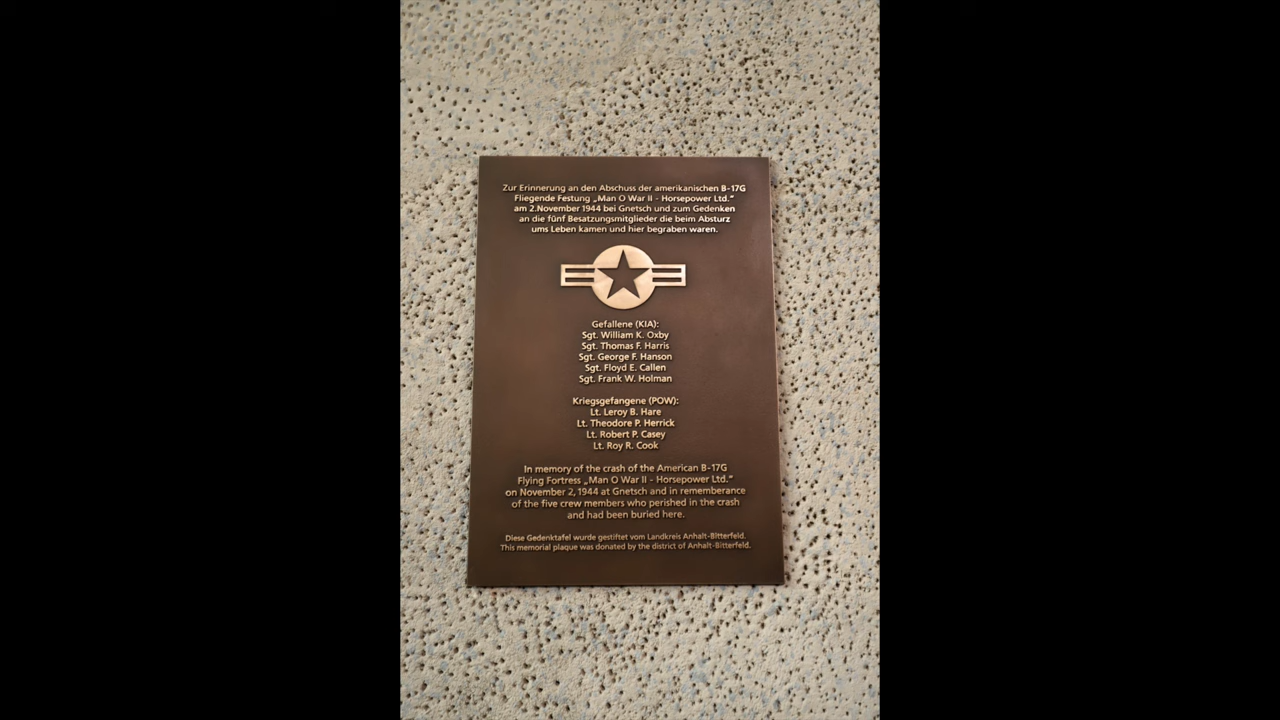 Zur Erinnerung an den Abschuss der amerikanischen B-17G
Fliegende Festung „Man O War II - Horsepower Ltd.“
am 2.November 1944 bei Gnetsch und zum Gedenken
an die fünf Besatzungsmitglieder die beim Absturz
ums Leben kamen und hier begraben waren.
Gefallene (KIA):
Sgt. William K. Oxby
Sgt. Thomas F. Harris
Sgt. George F. Hanson
Sgt. Floyd E. Callen
Sgt. Frank W. Holman
Kriegsgefangene (POW):
Lt. Leroy B. Hare
Lt. Theodore P. Herrick
Lt. Robert P. Casey
Lt. Roy R. Cook
In memory of the crash of the American B-17G
Flying Fortress „Man O War II - Horsepower Ltd.“
on November 2, 1944 at Gnetsch and in rememberance
of the five crew members who perished in the crash
and had been buried here.
Diese Gedenktafel wurde gestiftet vom Landkreis Anhalt-Bitterfeld.
This memorial plaque was donated by the district of Anhalt-Bitterfeld.